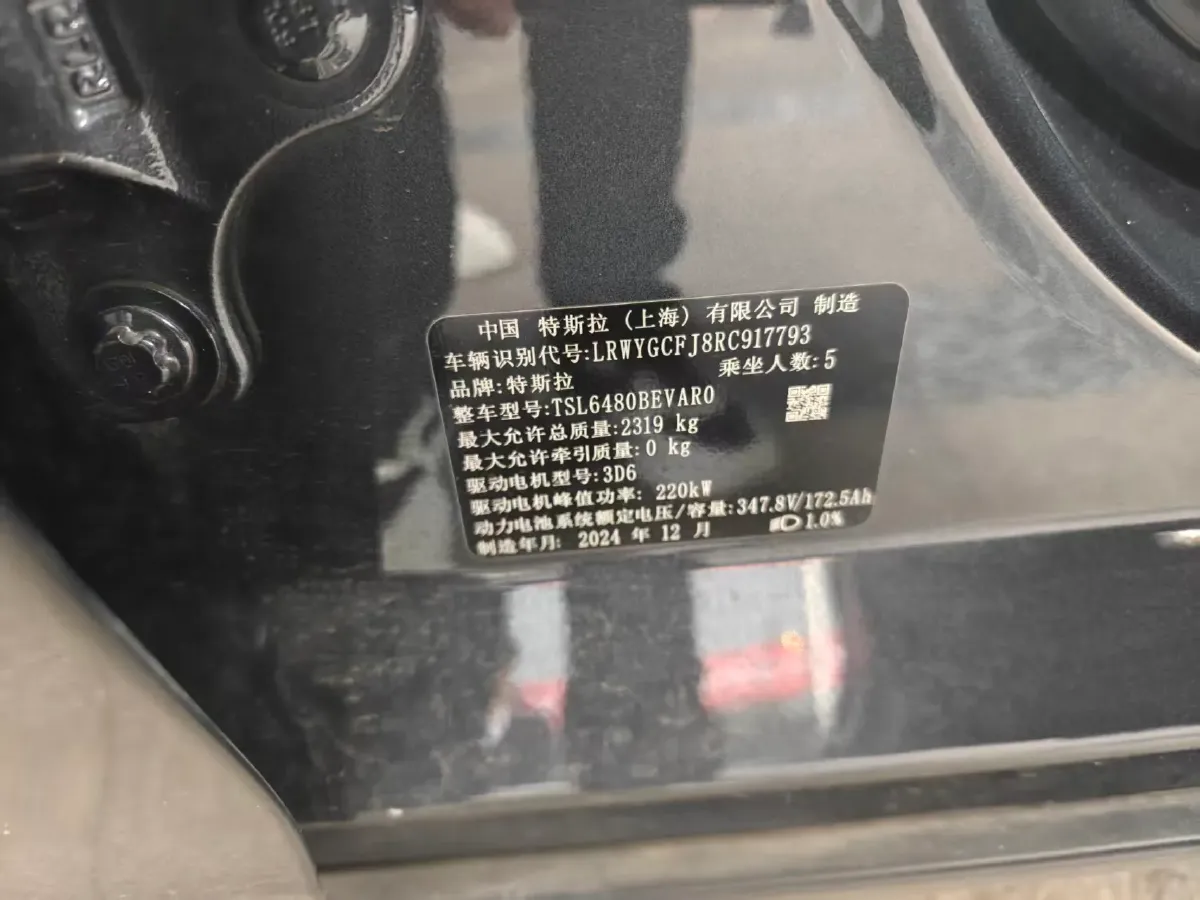 中国 特斯拉 (上海) 有限公司 制造
车辆识别代号:LRWYGCFJ8RC917793
品牌:特斯拉 乘坐人数:5
整车型号:TSL6480BEVAR0
最大允许总质量:2319 kg
最大允许牵引质量:0 kg
驱动电机型号:3D6
驱动电机峰值功率: 220kW
动力电池系统额定电压/容量:347.8V/172.5Ah
制造年月: 2024 年 12 月 1.0%